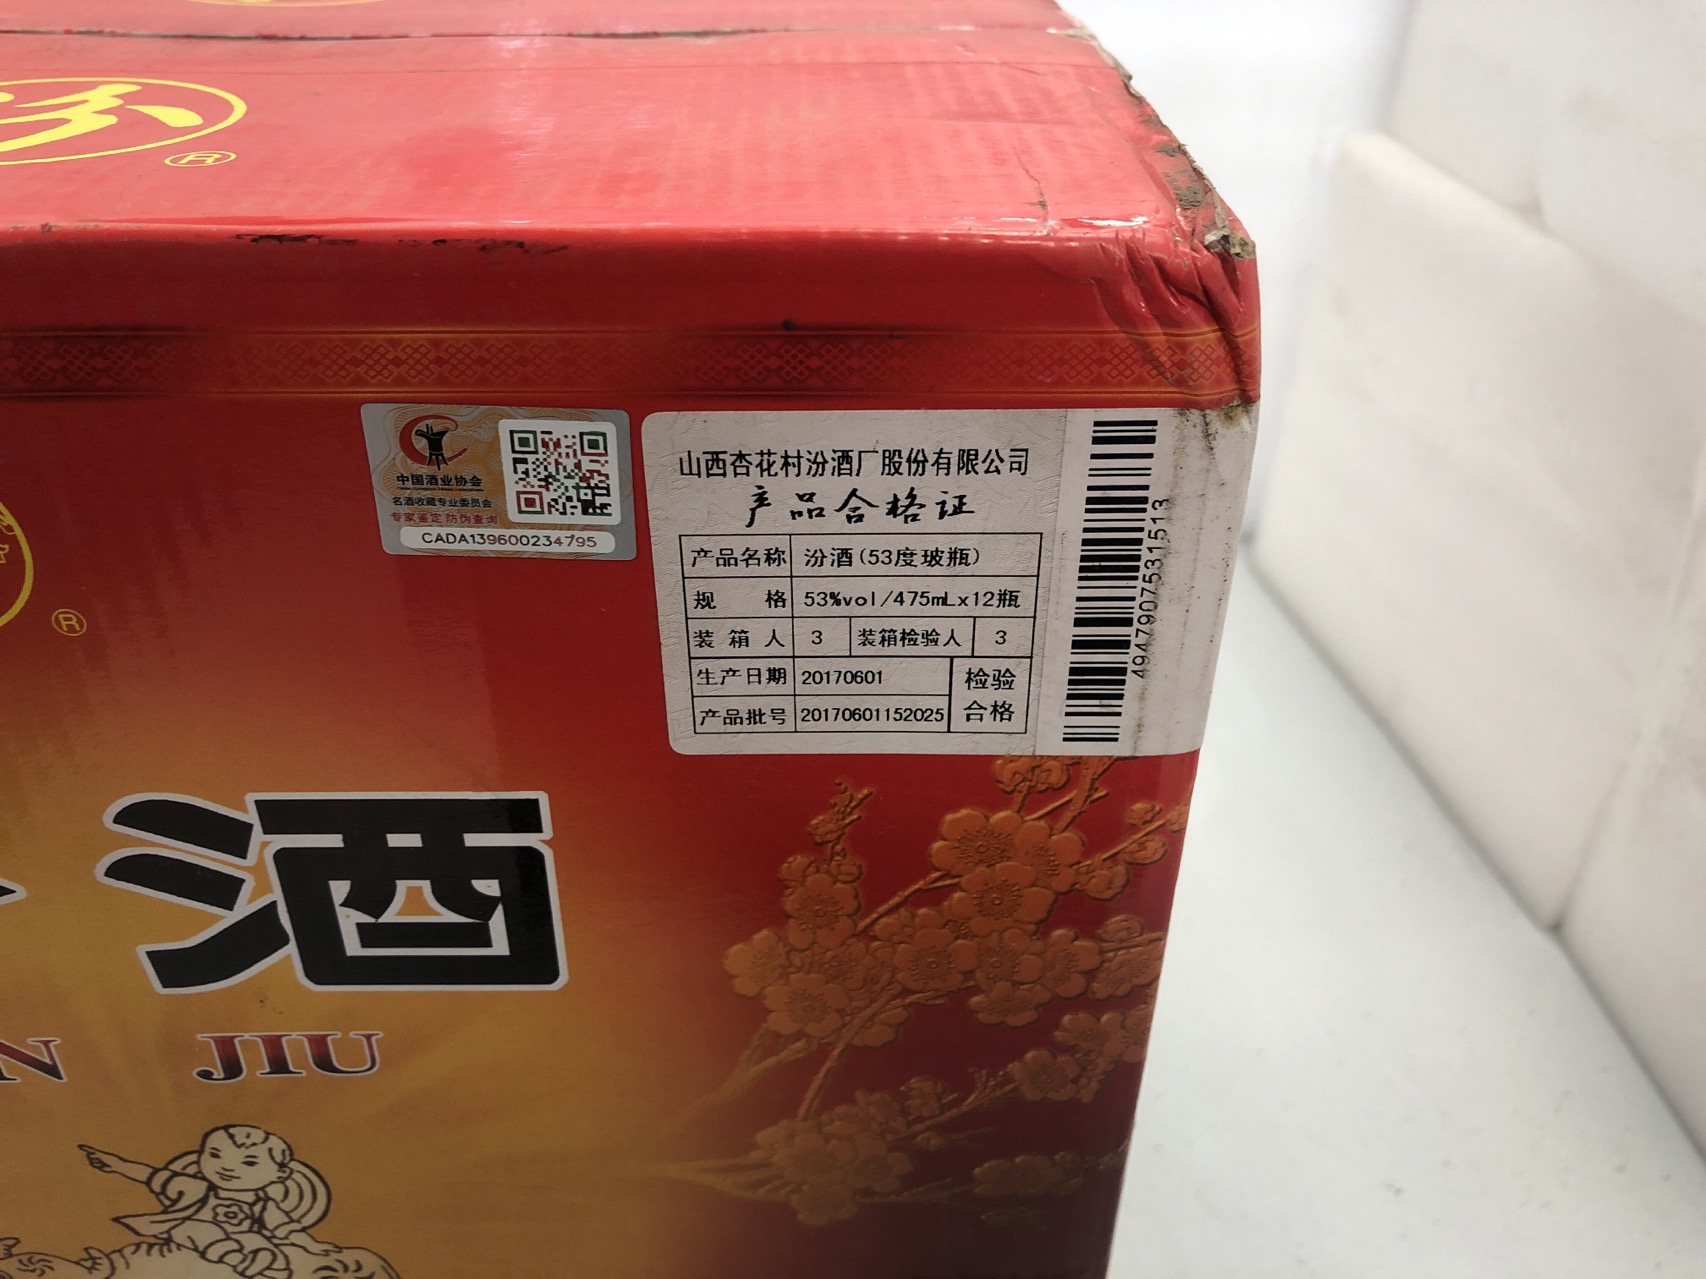 汾
®
中国酒业协会
名酒收藏专业委员会
专家鉴定 防伪查询
CADA139600234795
山西杏花村汾酒厂股份有限公司
产品合格证
产品名称 汾酒(53度玻瓶)
规 格 53%vol/475mLx12瓶
装 箱 人 3 装箱检验人 3
生产日期 20170601 检验
产品批号 20170601152025 合格
4947907531513
®
酒
N JIU